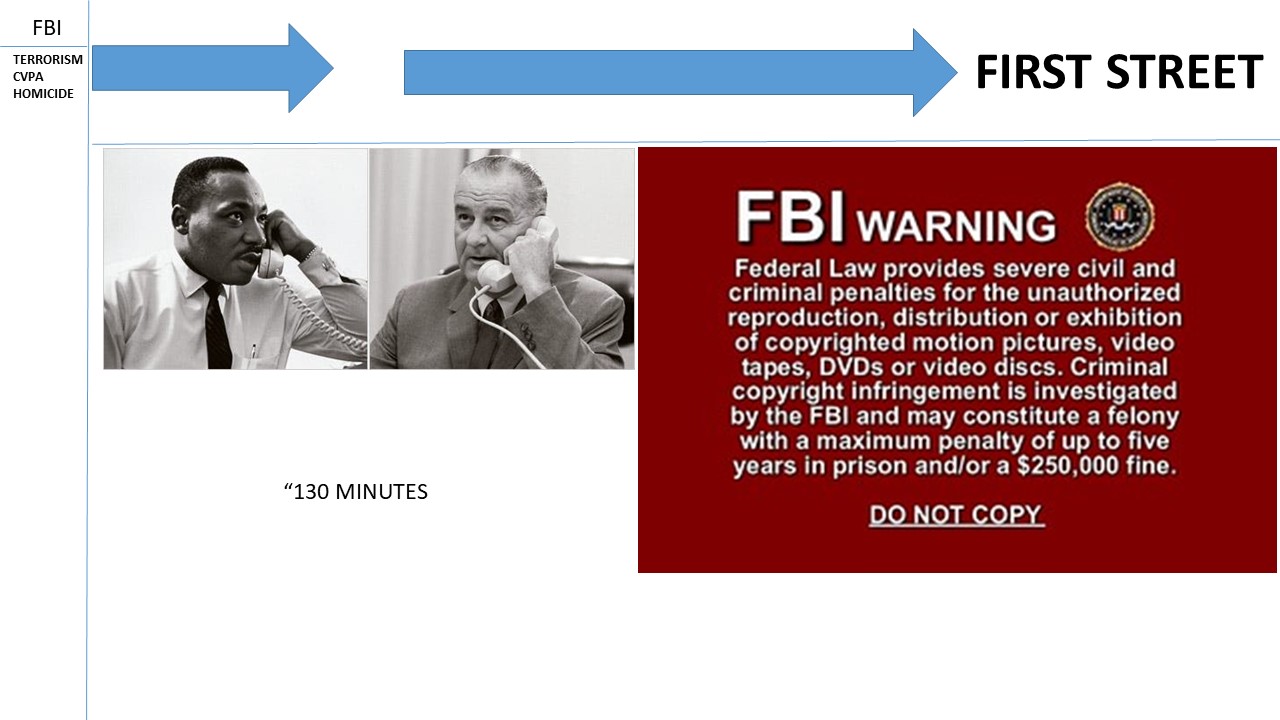 FBI
TERRORISM
CVPA
HOMICIDE
FIRST STREET
FBI WARNING
Federal Law provides severe civil and
criminal penalties for the unauthorized
reproduction, distribution or exhibition
of copyrighted motion pictures, video
tapes, DVDs or video discs. Criminal
copyright infringement is investigated
by the FBI and may constitute a felony
with a maximum penalty of up to five
years in prison and/or a $250,000 fine.
DO NOT COPY
“130 MINUTES